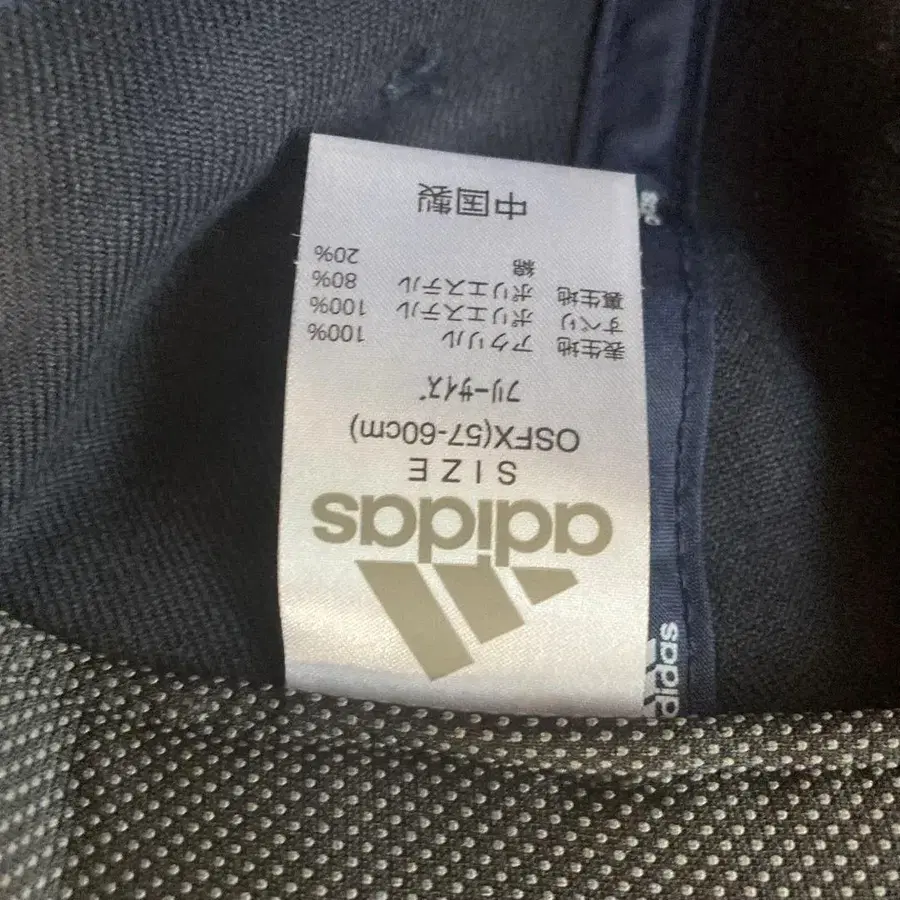 adidas
SIZE
OSFX(57-60cm)
フリーサイズ
表生地 アクリル 100%
すべり ポリエステル 100%
裏生地 ポリエステル 80%
綿 20%
中国製
adidas